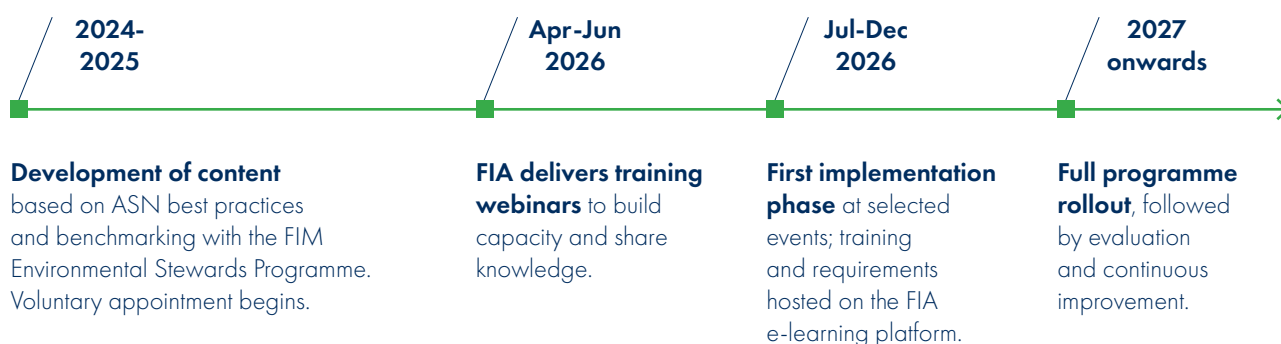 2024-
2025
Apr-Jun
2026
Jul-Dec
2026
2027
onwards
Development of content
based on ASN best practices
and benchmarking with the FIM
Environmental Stewards Programme.
Voluntary appointment begins.
FIA delivers training
webinars to build
capacity and share
knowledge.
First implementation
phase at selected
events; training
and requirements
hosted on the FIA
e-learning platform.
Full programme
rollout, followed
by evaluation
and continuous
improvement.